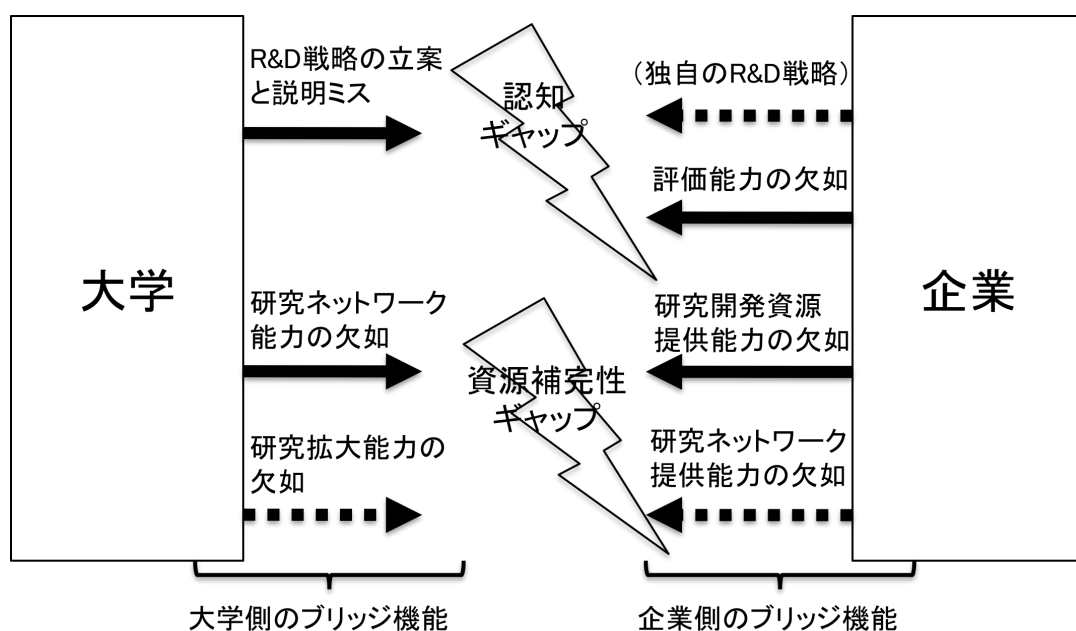 大学
R&D戦略の立案
と説明ミス
研究ネットワーク
能力の欠如
研究拡大能力の
欠如
認知
ギャップ
資源補完性
ギャップ
（独自のR&D戦略）
評価能力の欠如
研究開発資源
提供能力の欠如
研究ネットワーク
提供能力の欠如
企業
大学側のブリッジ機能
企業側のブリッジ機能